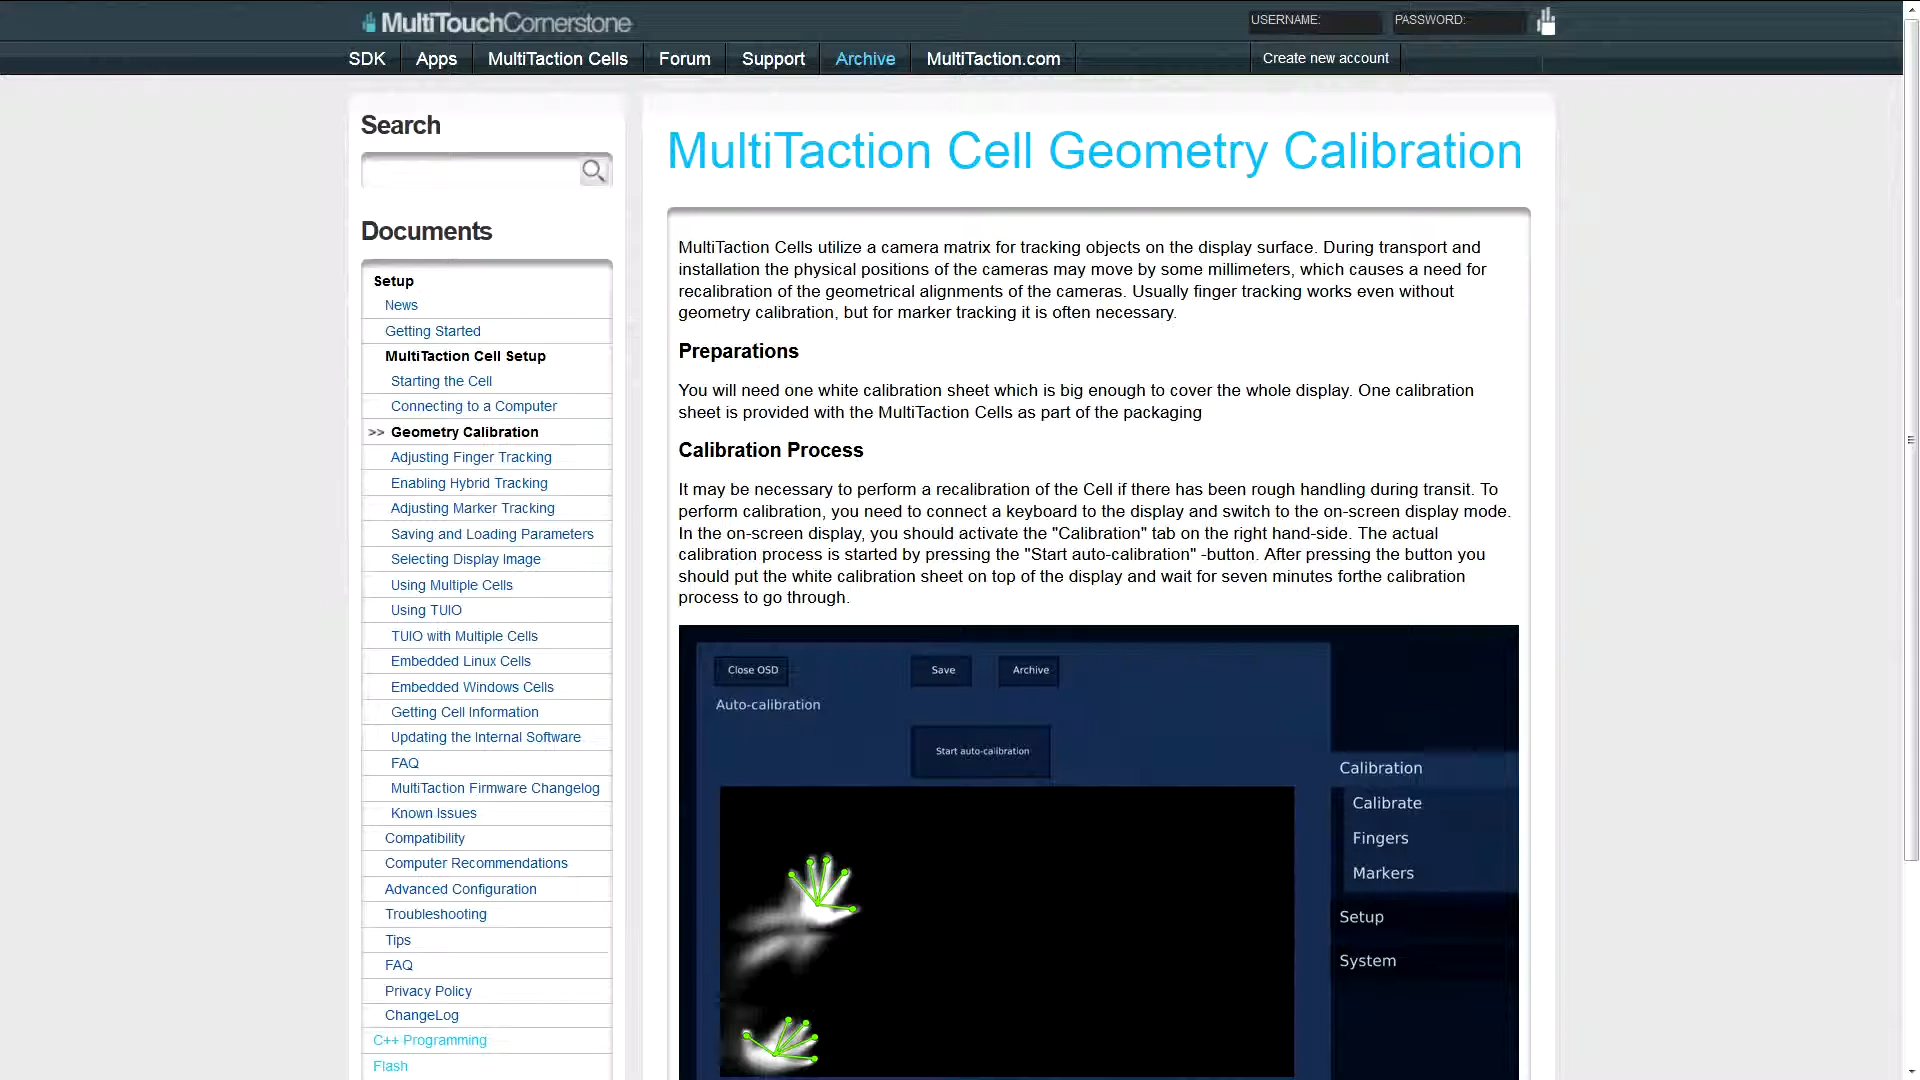 MultiTouchCornerstone
USERNAME:
PASSWORD:
SDK
Apps
MultiTaction Cells
Forum
Support
Archive
MultiTaction.com
Create new account
Search
Documents
Setup
News
Getting Started
MultiTaction Cell Setup
Starting the Cell
Connecting to a Computer
>> Geometry Calibration
Adjusting Finger Tracking
Enabling Hybrid Tracking
Adjusting Marker Tracking
Saving and Loading Parameters
Selecting Display Image
Using Multiple Cells
Using TUIO
TUIO with Multiple Cells
Embedded Linux Cells
Embedded Windows Cells
Getting Cell Information
Updating the Internal Software
FAQ
MultiTaction Firmware Changelog
Known Issues
Compatibility
Computer Recommendations
Advanced Configuration
Troubleshooting
Tips
FAQ
Privacy Policy
ChangeLog
C++ Programming
Flash
MultiTaction Cell Geometry Calibration
MultiTaction Cells utilize a camera matrix for tracking objects on the display surface. During transport and
installation the physical positions of the cameras may move by some millimeters, which causes a need for
recalibration of the geometrical alignments of the cameras. Usually finger tracking works even without
geometry calibration, but for marker tracking it is often necessary.
Preparations
You will need one white calibration sheet which is big enough to cover the whole display. One calibration
sheet is provided with the MultiTaction Cells as part of the packaging
Calibration Process
It may be necessary to perform a recalibration of the Cell if there has been rough handling during transit. To
perform calibration, you need to connect a keyboard to the display and switch to the on-screen display mode.
In the on-screen display, you should activate the "Calibration" tab on the right hand-side. The actual
calibration process is started by pressing the "Start auto-calibration" -button. After pressing the button you
should put the white calibration sheet on top of the display and wait for seven minutes forthe calibration
process to go through.
Close OSD
Save
Archive
Auto-calibration
Start auto-calibration
Calibration
Calibrate
Fingers
Markers
Setup
System